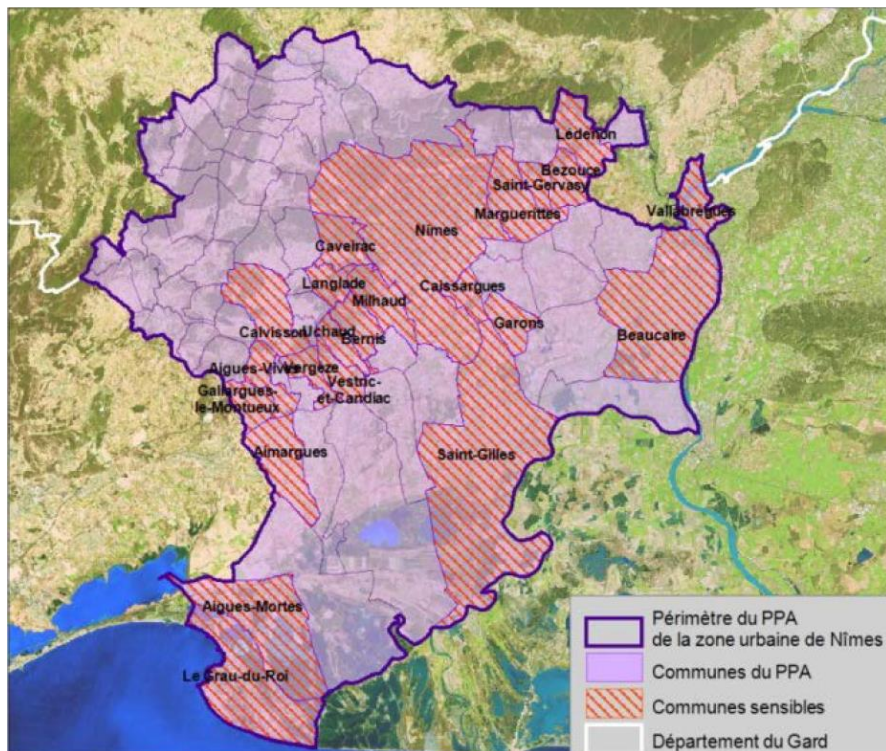 Ledenon
Bezouce
Saint-Gervasy
Marguerittes
Vallabrègues
Nîmes
Caveirac
Langlade
Caissargues
Milhaud
Garons
Calvisson
Uchaud
Bernis
Beaucaire
Aigues-Vives
Vergèze
Gallargues-
le-Montueux
Vestric-
et-Candiac
Aimargues
Saint-Gilles
Aigues-Mortes
Le Grau-du-Roi
Périmètre du PPA
de la zone urbaine de Nîmes
Communes du PPA
Communes sensibles
Département du Gard